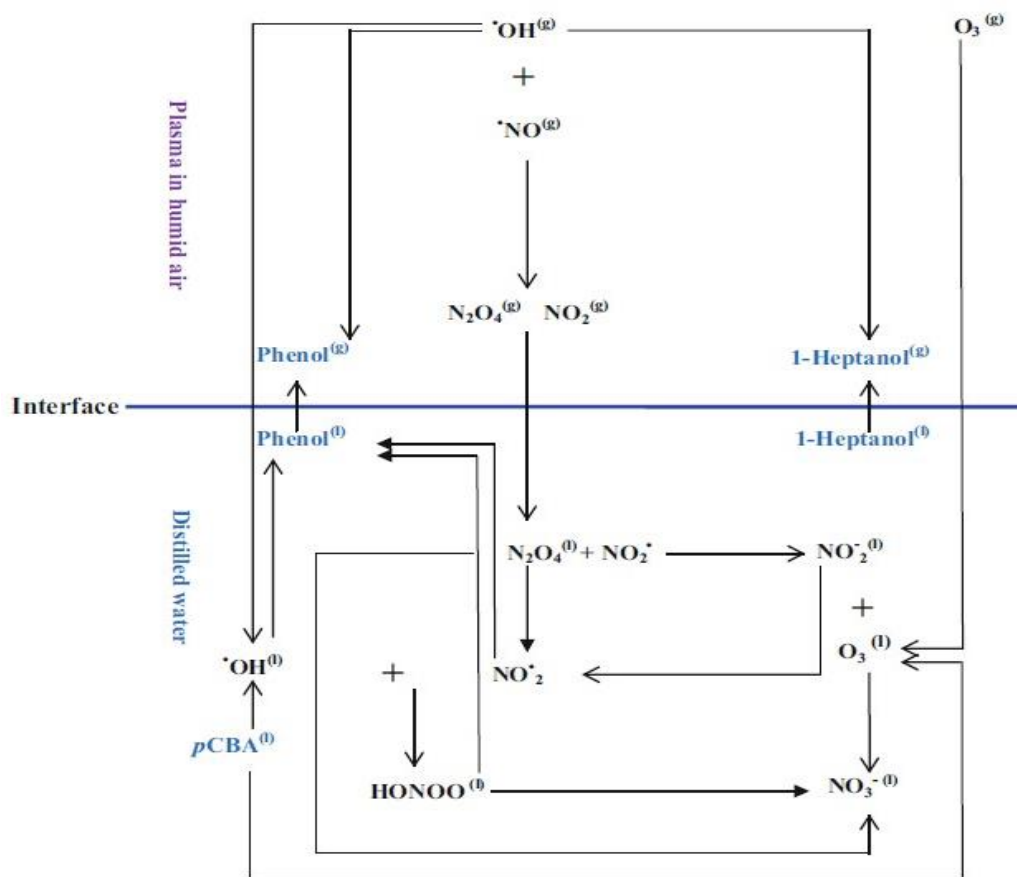 •OH(g)
O3 (g)
+
•NO(g)
Plasma in humid air
N2O4(g) NO2(g)
Phenol(g)
1-Heptanol(g)
Interface
Phenol(l)
1-Heptanol(l)
Distilled water
N2O4(l) + NO2•
NO-2(l)
+
O3 (l)
•OH(l)
+
NO•2
pCBA(l)
HONOO (l)
NO3- (l)